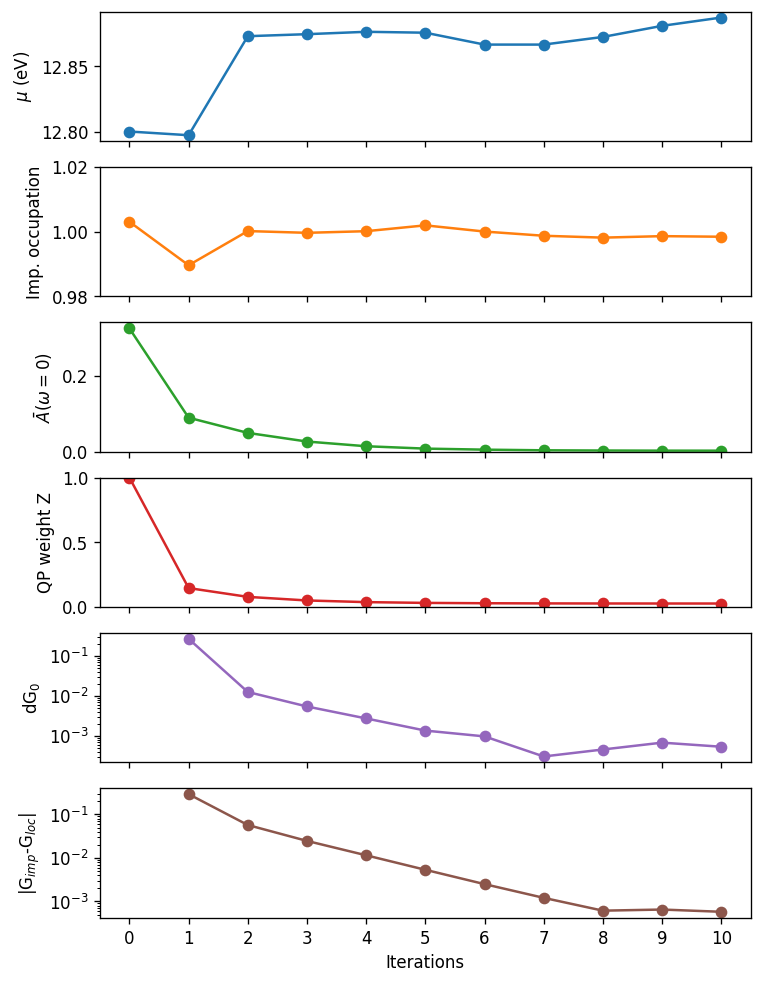 μ (eV)
12.85
12.80
Imp. occupation
1.02
1.00
0.98
Ā(ω = 0)
0.2
0.0
QP weight Z
1.0
0.5
0.0
dG₀
10⁻¹
10⁻²
10⁻³
|G_imp-G_loc|
10⁻¹
10⁻²
10⁻³
0 1 2 3 4 5 6 7 8 9 10
Iterations